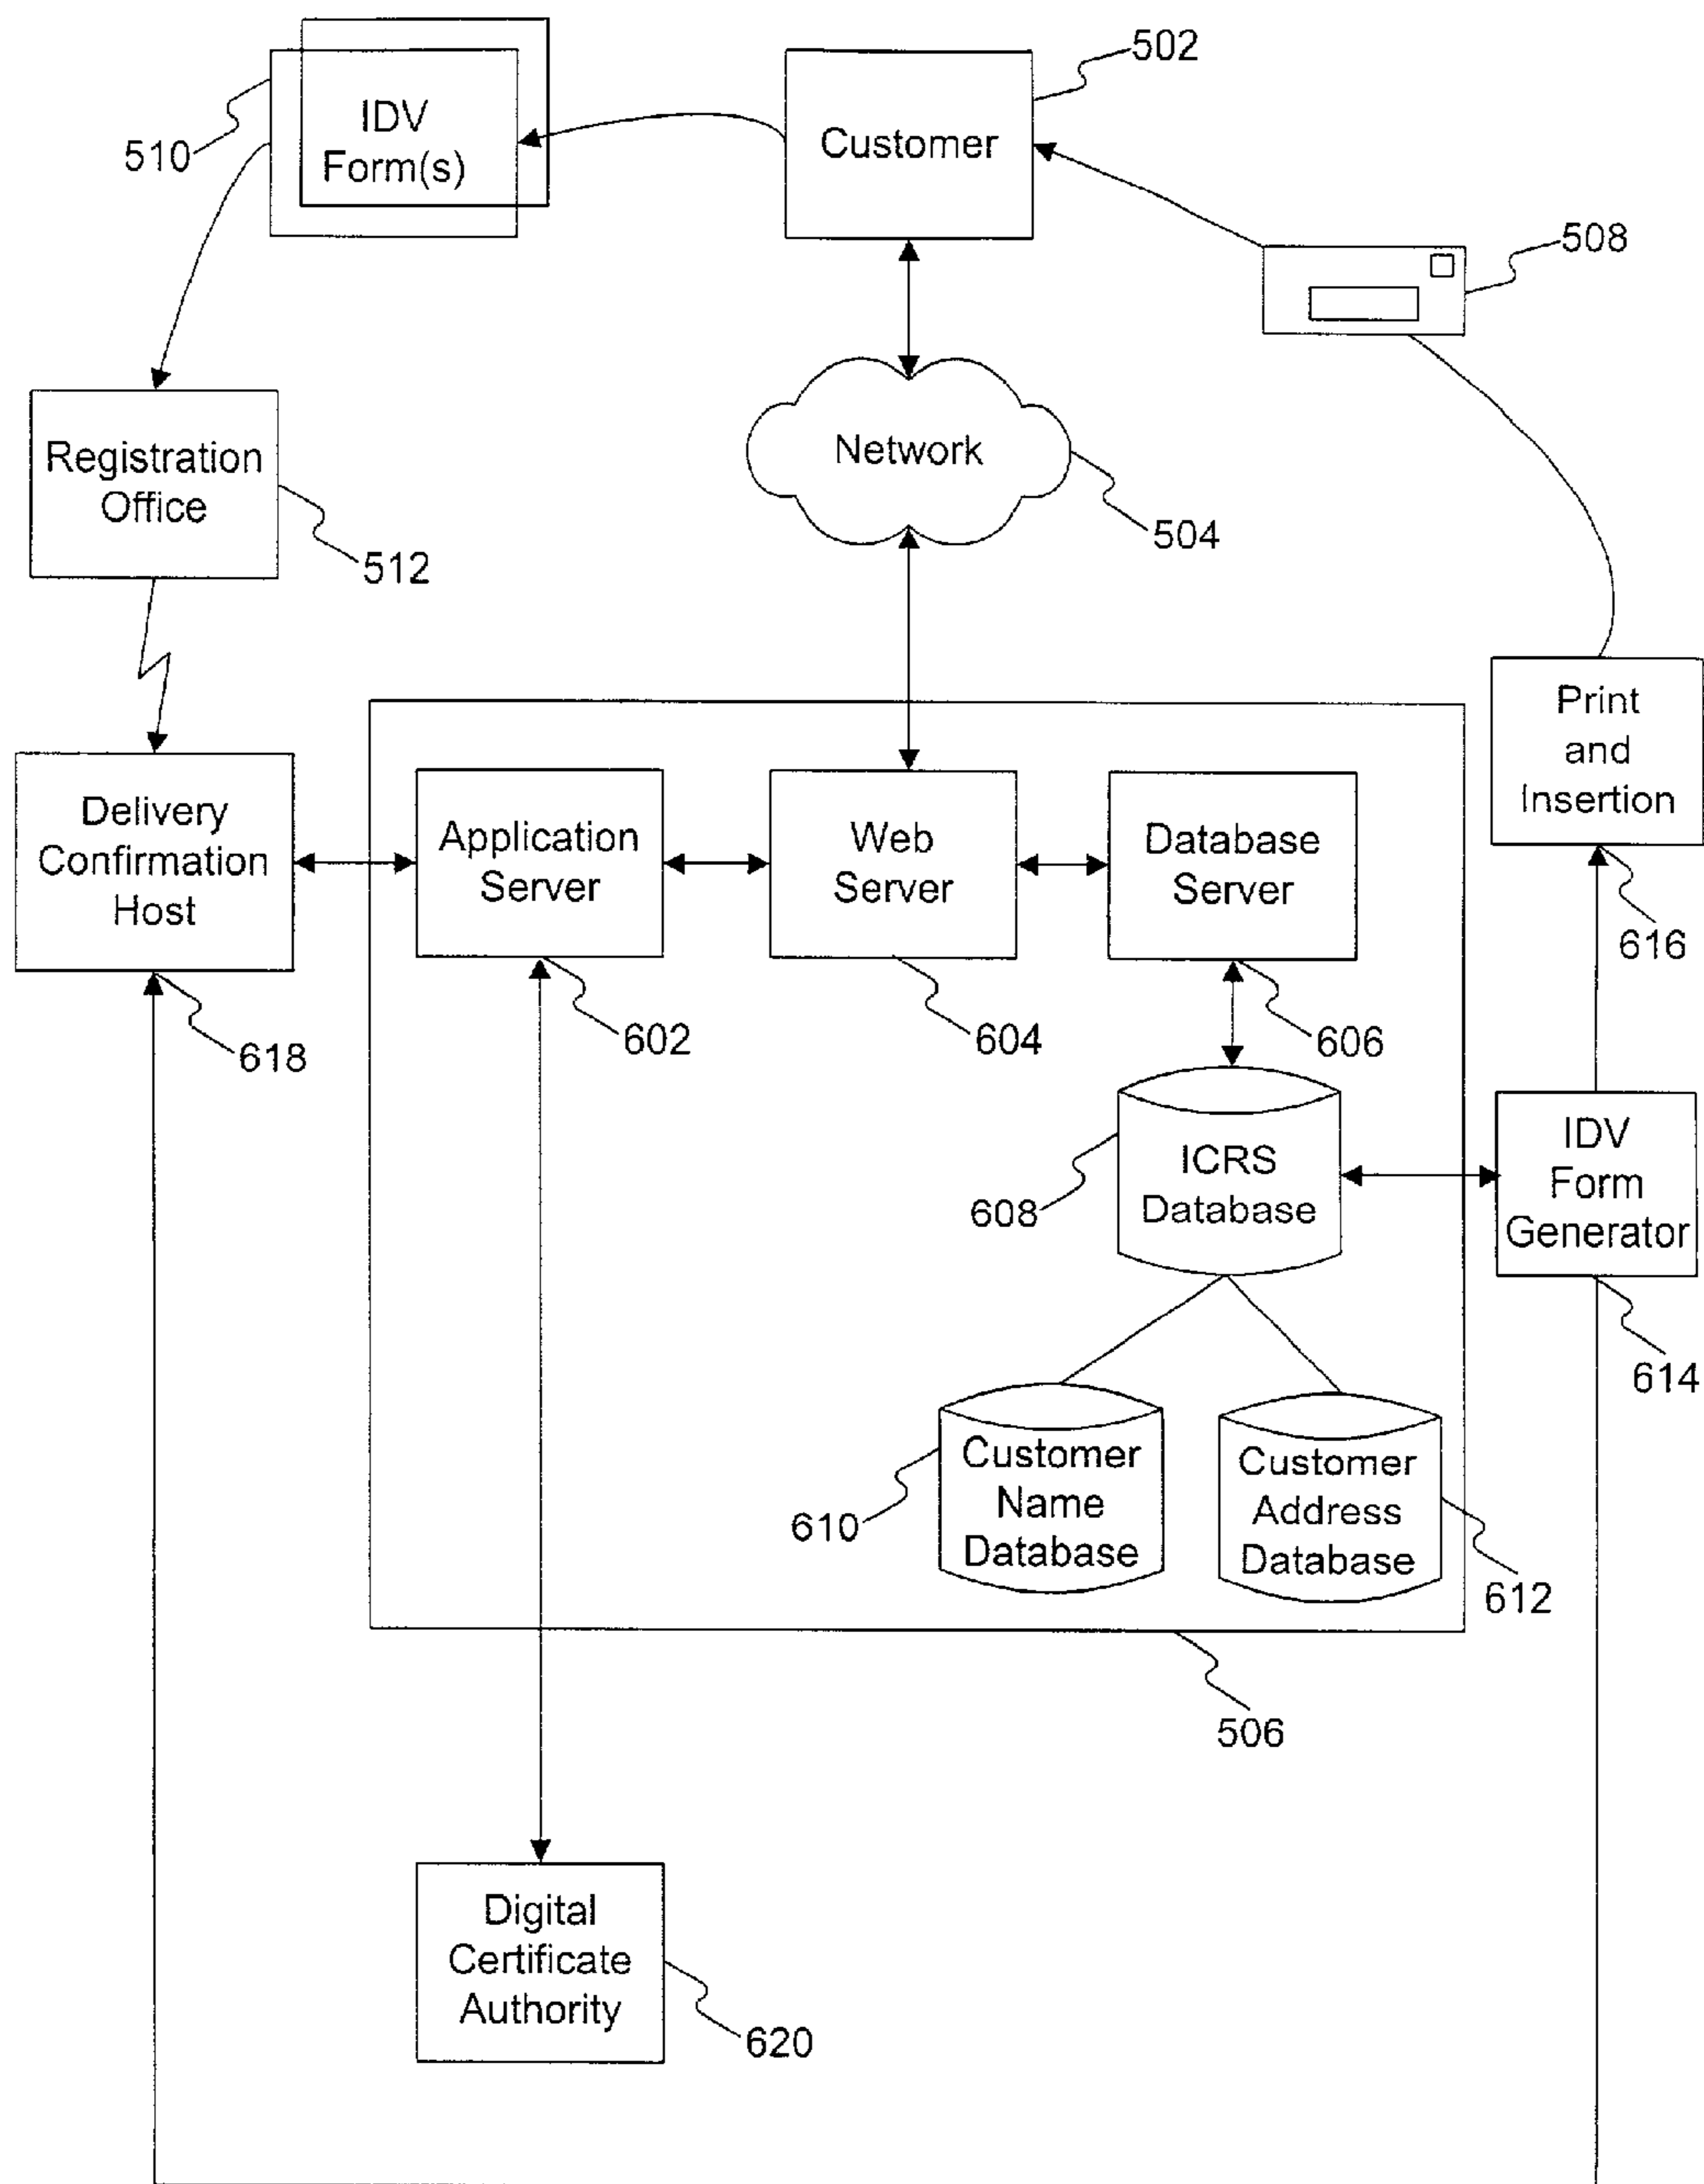 502
IDV
Form(s)
510
Customer
508
Network
504
Registration
Office
512
Print
and
Insertion
616
Delivery
Confirmation
Host
618
Application
Server
602
Web
Server
604
Database
Server
606
ICRS
Database
608
IDV
Form
Generator
614
Customer
Name
Database
610
Customer
Address
Database
612
506
Digital
Certificate
Authority
620